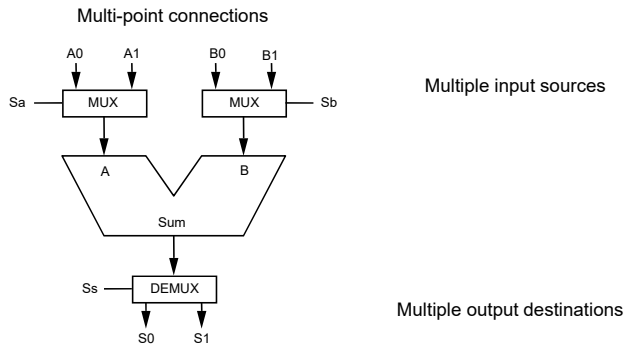 Multi-point connections
A0 A1 B0 B1
Multiple input sources
Sa MUX MUX Sb
A B
Sum
Ss DEMUX
Multiple output destinations
S0 S1